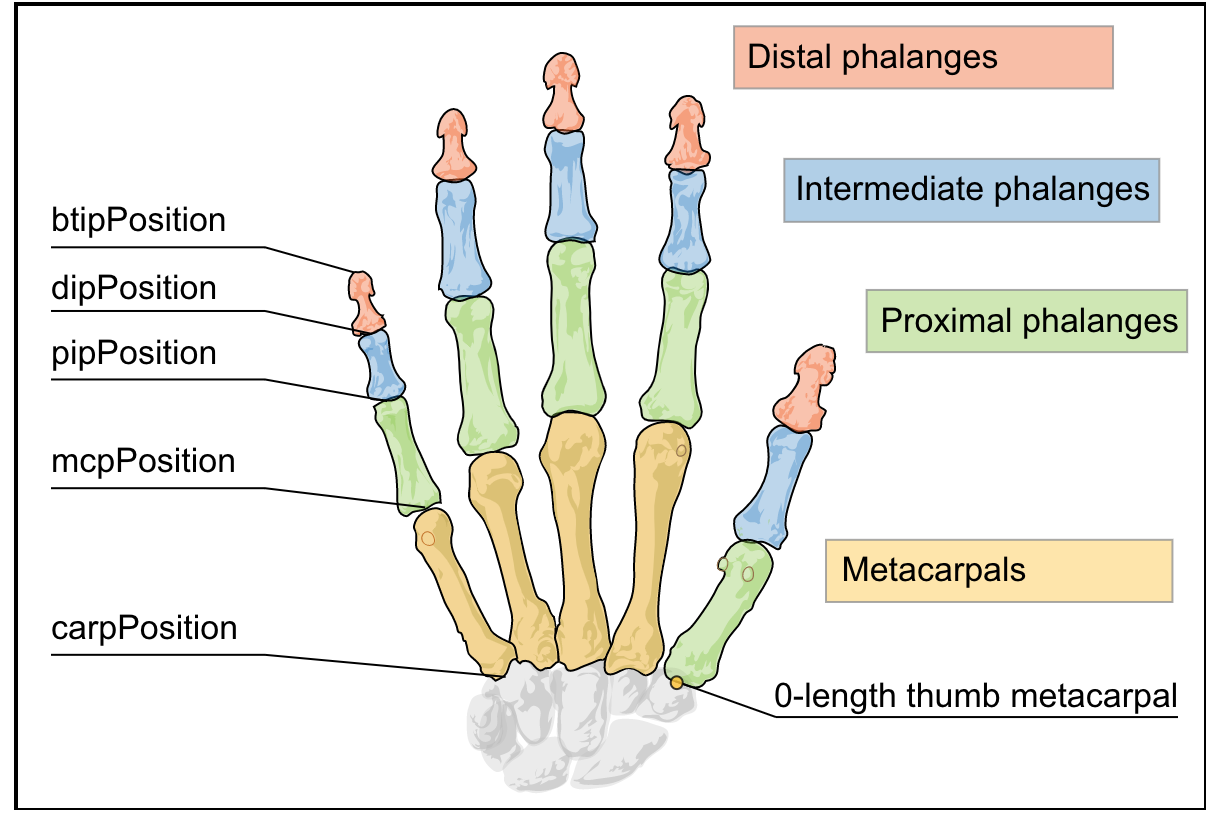 Distal phalanges
Intermediate phalanges
btipPosition
dipPosition
Proximal phalanges
pipPosition
mcpPosition
Metacarpals
carpPosition
0-length thumb metacarpal